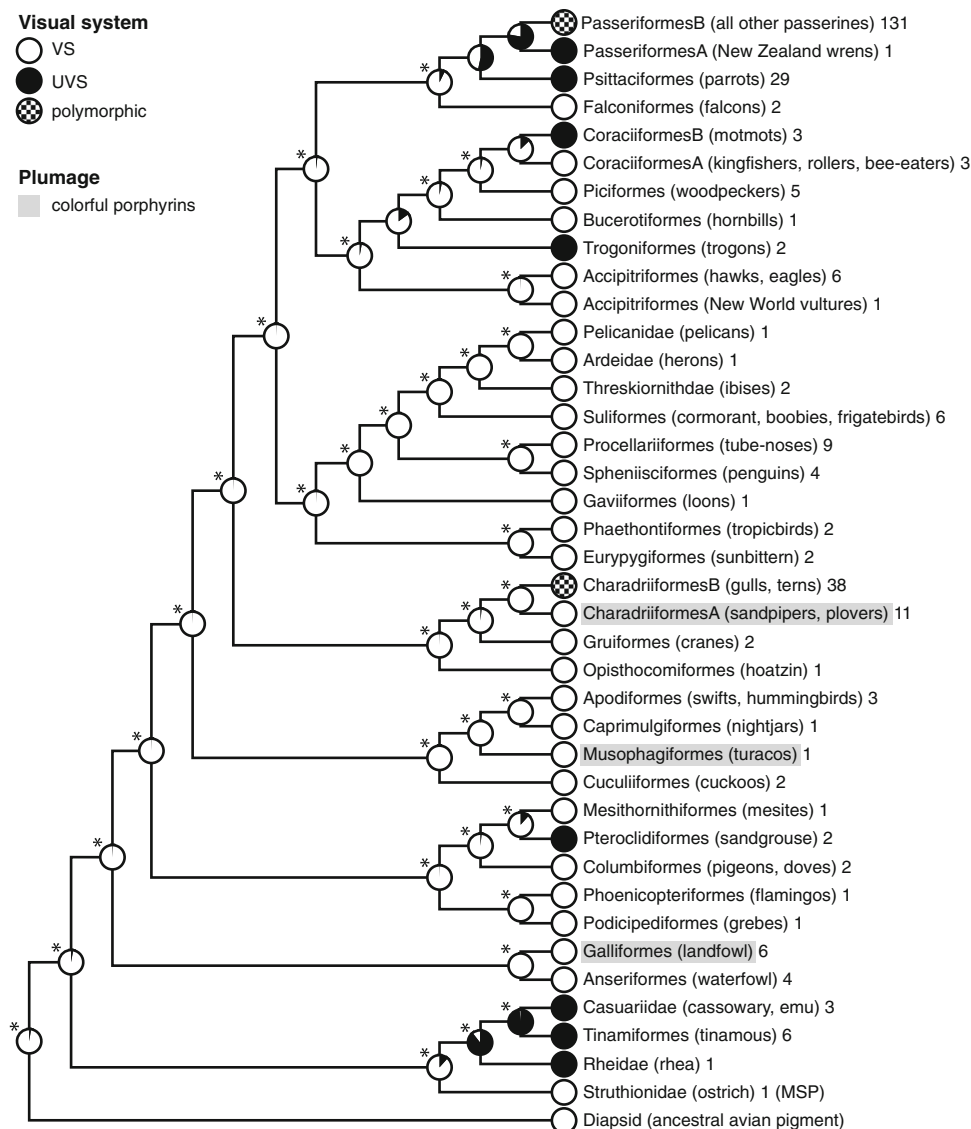 Visual system
VS
UVS
polymorphic
Plumage
colorful porphyrins
PasseriformesB (all other passerines) 131
PasseriformesA (New Zealand wrens) 1
Psittaciformes (parrots) 29
Falconiformes (falcons) 2
CoraciiformesB (motmots) 3
CoraciiformesA (kingfishers, rollers, bee-eaters) 3
Piciformes (woodpeckers) 5
Bucerotiformes (hornbills) 1
Trogoniformes (trogons) 2
Accipitriformes (hawks, eagles) 6
Accipitriformes (New World vultures) 1
Pelicanidae (pelicans) 1
Ardeidae (herons) 1
Threskiornithdae (ibises) 2
Suliformes (cormorant, boobies, frigatebirds) 6
Procellariiformes (tube-noses) 9
Spheniisciformes (penguins) 4
Gaviiformes (loons) 1
Phaethontiformes (tropicbirds) 2
Eurypygiformes (sunbittern) 2
CharadriiformesB (gulls, terns) 38
CharadriiformesA (sandpipers, plovers) 11
Gruiformes (cranes) 2
Opisthocomiformes (hoatzin) 1
Apodiformes (swifts, hummingbirds) 3
Caprimulgiformes (nightjars) 1
Musophagiformes (turacos) 1
Cuculiiformes (cuckoos) 2
Mesithornithiformes (mesites) 1
Pteroclidiformes (sandgrouse) 2
Columbiformes (pigeons, doves) 2
Phoenicopteriformes (flamingos) 1
Podicipediformes (grebes) 1
Galliformes (landfowl) 6
Anseriformes (waterfowl) 4
Casuariidae (cassowary, emu) 3
Tinamiformes (tinamous) 6
Rheidae (rhea) 1
Struthionidae (ostrich) 1 (MSP)
Diapsid (ancestral avian pigment)